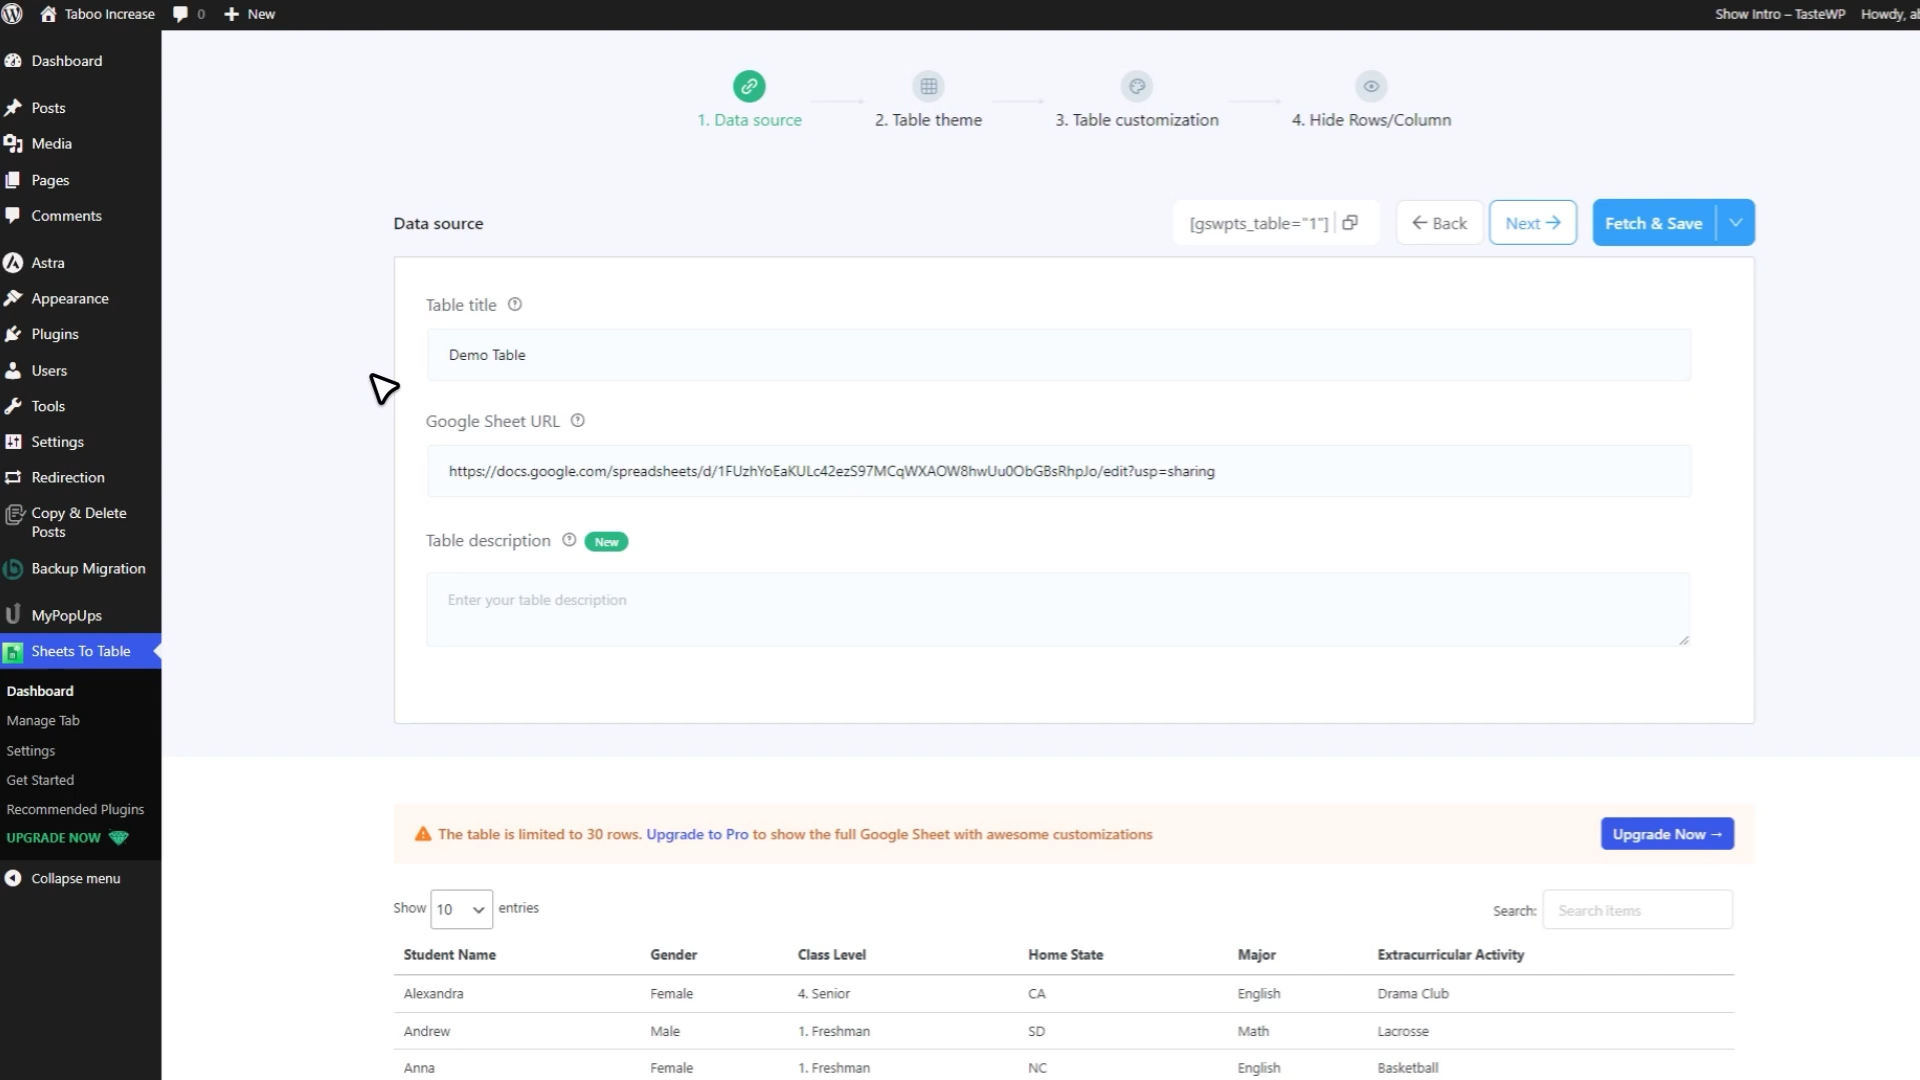 Taboo Increase
0
New
Show Intro – TasteWP
Howdy, ab
Dashboard
Posts
Media
Pages
Comments
Astra
Appearance
Plugins
Users
Tools
Settings
Redirection
Copy & Delete
Posts
Backup Migration
MyPopUps
Sheets To Table
Dashboard
Manage Tab
Settings
Get Started
Recommended Plugins
UPGRADE NOW
Collapse menu
1. Data source
2. Table theme
3. Table customization
4. Hide Rows/Column
Data source
[gswpts_table="1"]
Back
Next
Fetch & Save
Table title
Demo Table
Google Sheet URL
https://docs.google.com/spreadsheets/d/1FUzhYoEaKULc42ezS97MCqWXAOW8hwUu0ObGBsRhpJo/edit?usp=sharing
Table description New
Enter your table description
The table is limited to 30 rows. Upgrade to Pro to show the full Google Sheet with awesome customizations
Upgrade Now →
Show 10 entries
Search: Search items
Student Name Gender Class Level Home State Major Extracurricular Activity
Alexandra Female 4. Senior CA English Drama Club
Andrew Male 1. Freshman SD Math Lacrosse
Anna Female 1. Freshman NC English Basketball